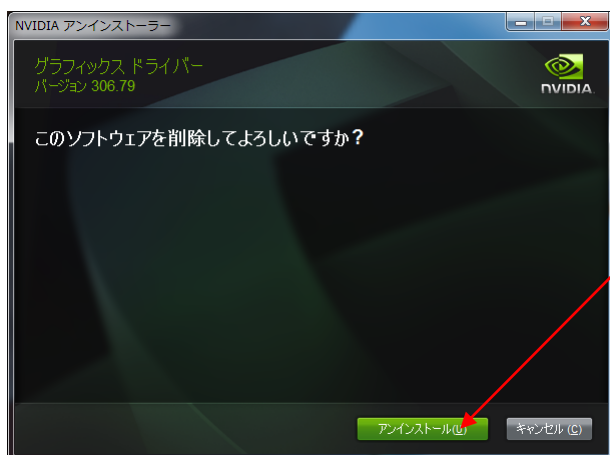 NVIDIA アンインストーラー
グラフィックス ドライバー
バージョン 306.79
NVIDIA.
このソフトウェアを削除してよろしいですか?
アンインストール(U)
キャンセル (C)